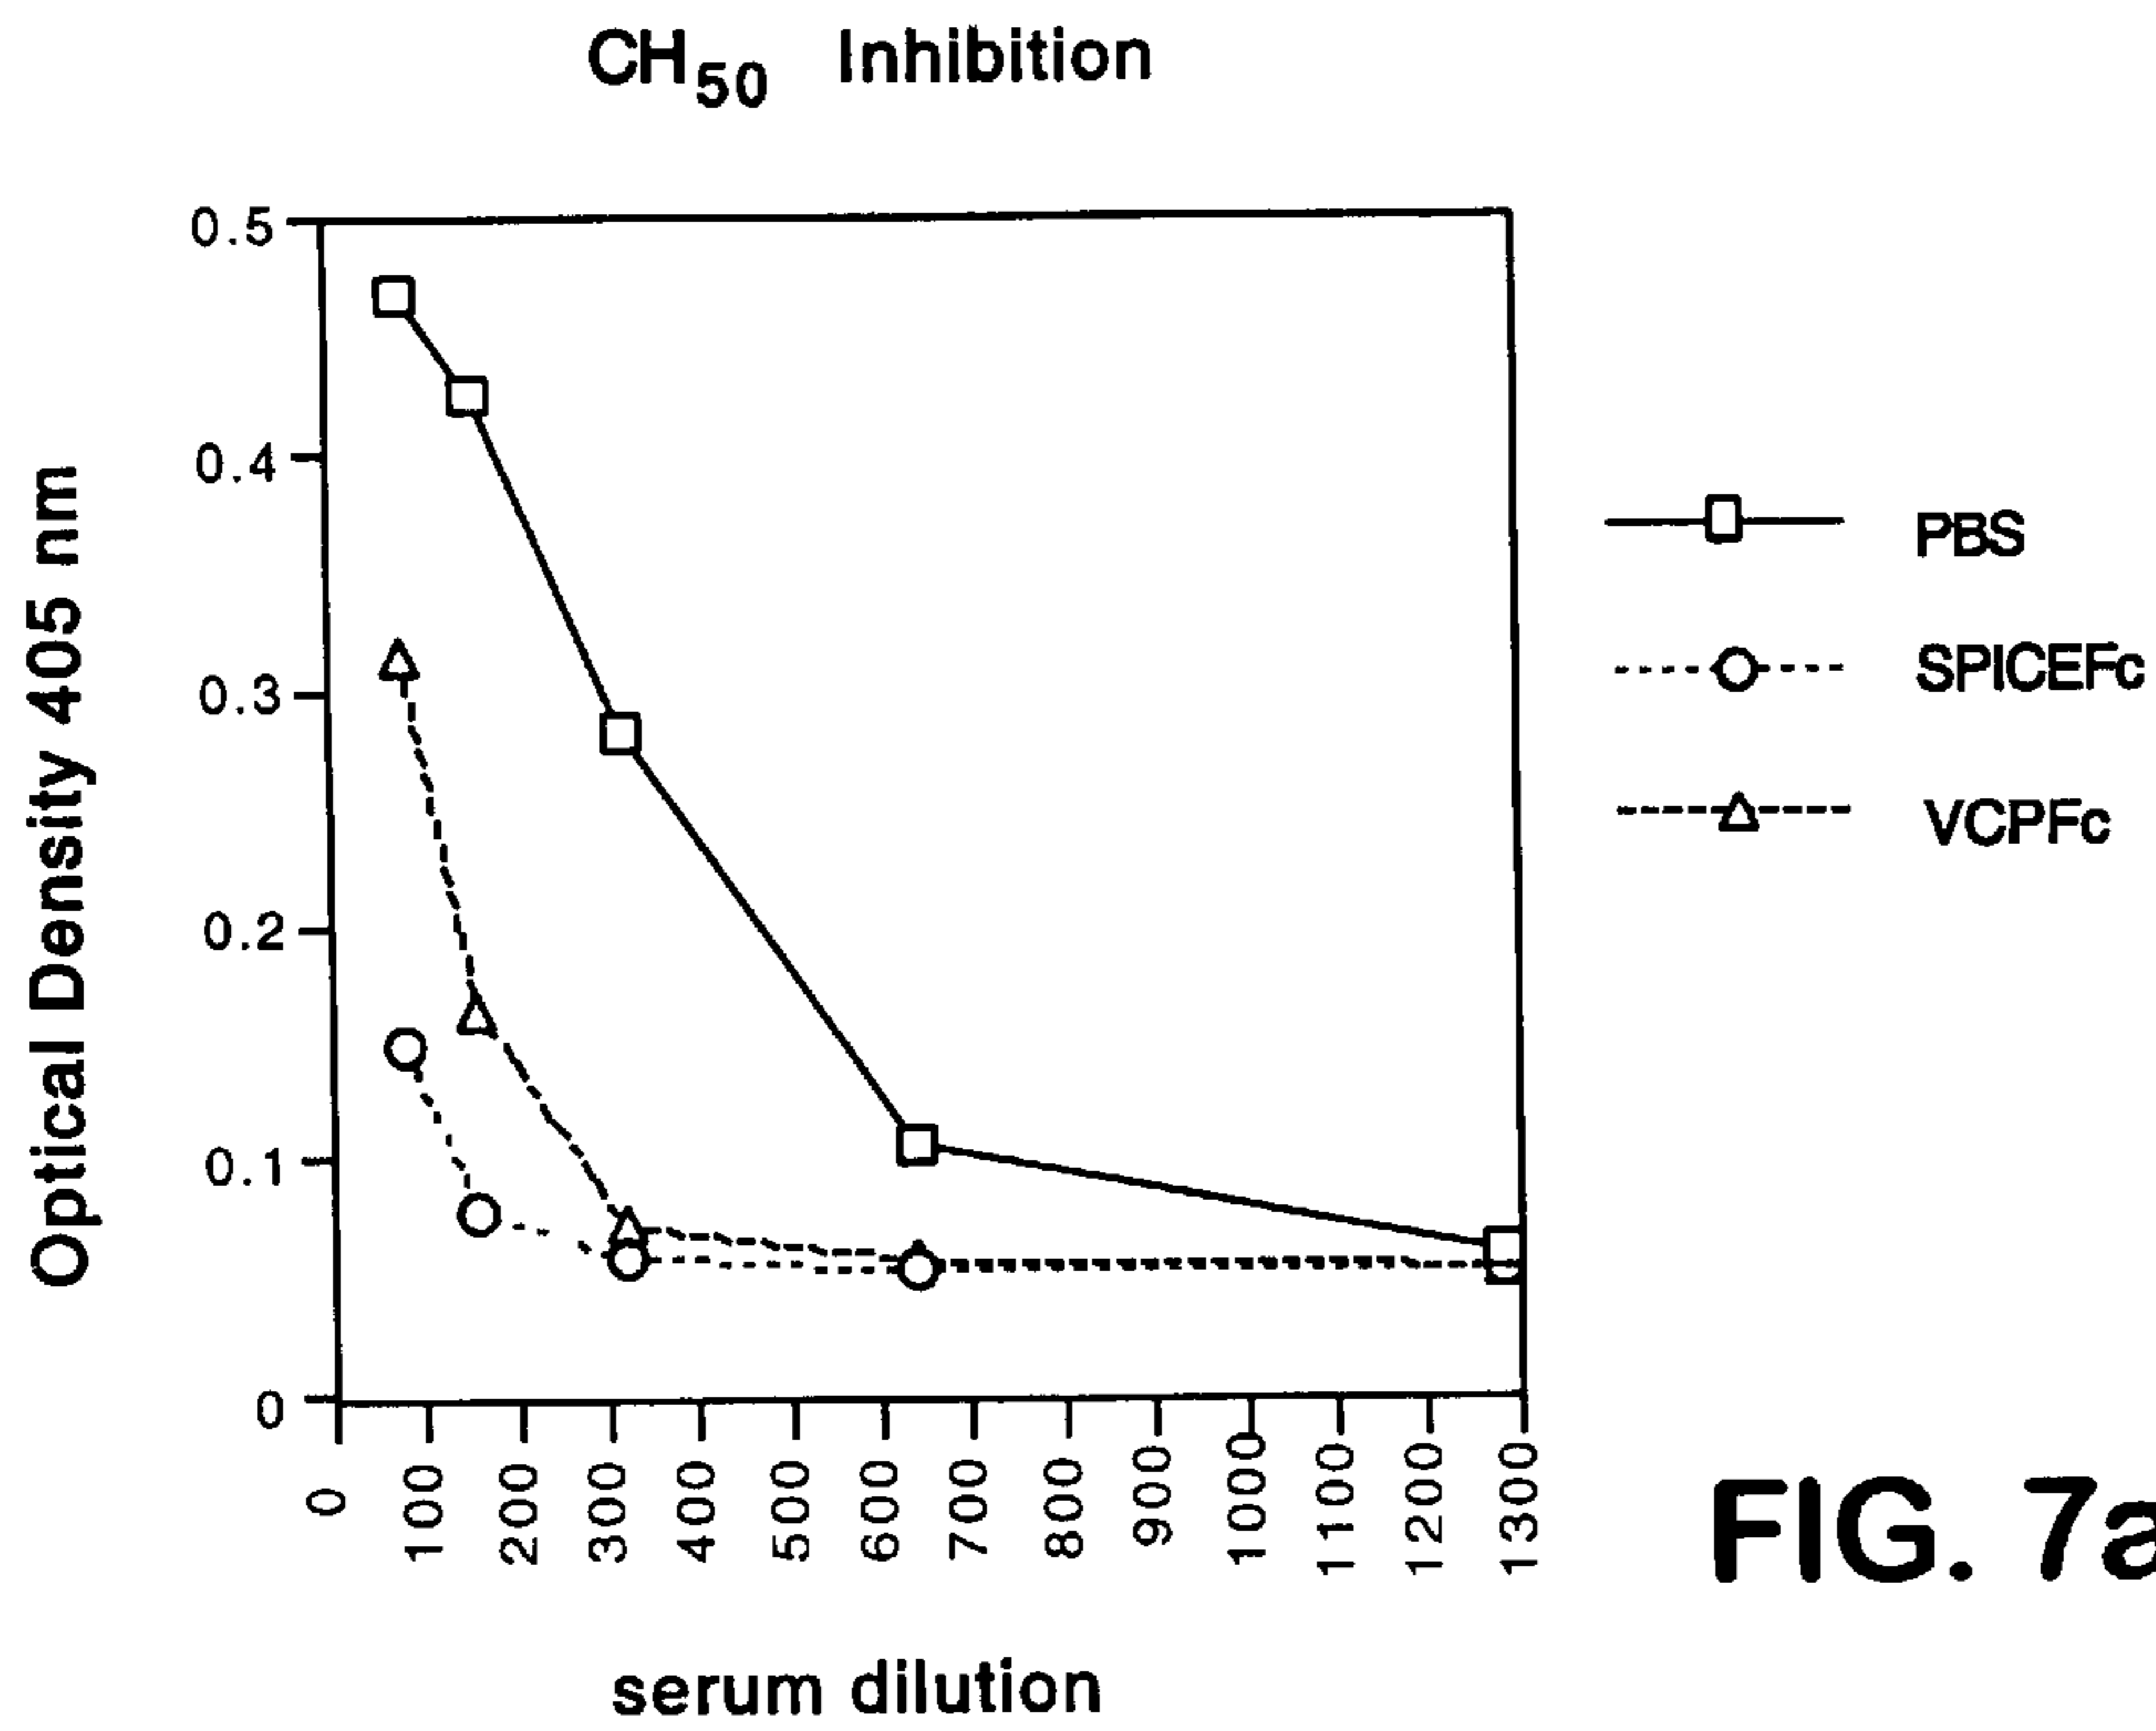 CH50 Inhibition
Optical Density 405 nm
0.5
0.4
0.3
0.2
0.1
0
0
100
200
300
400
500
600
700
800
900
1000
1100
1200
1300
serum dilution
PBS
SPICEFc
VCPFc
FIG. 7a